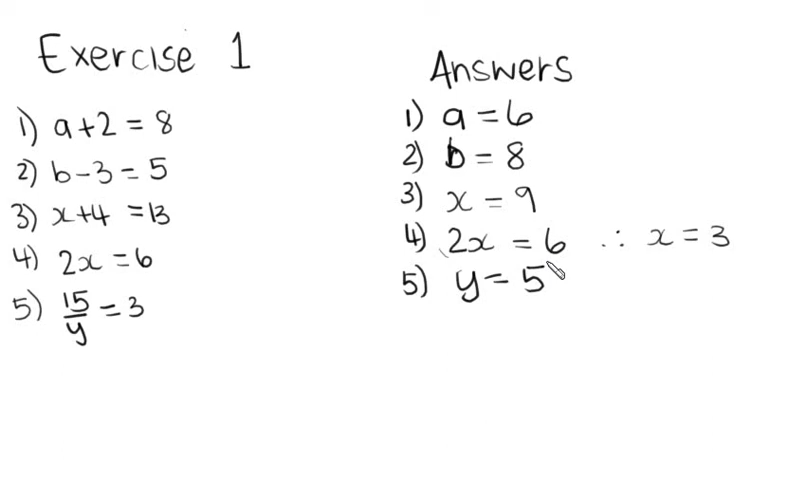 Exercise 1
1) a+2 = 8
2) b-3 = 5
3) x+4 = 13
4) 2x = 6
5) 15/y = 3
Answers
1) a = 6
2) b = 8
3) x = 9
4) 2x = 6 ∴ x = 3
5) y = 5